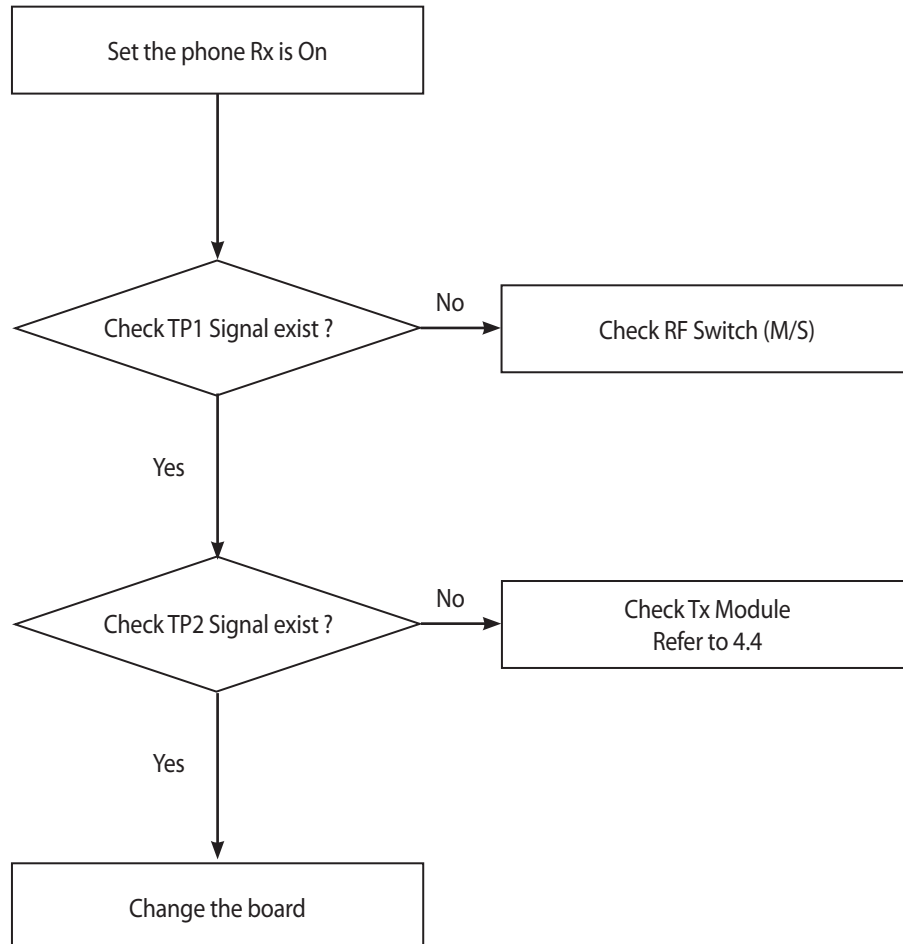 Set the phone Rx is On
Check TP1 Signal exist ?
No
Check RF Switch (M/S)
Yes
Check TP2 Signal exist ?
No
Check Tx Module
Refer to 4.4
Yes
Change the board